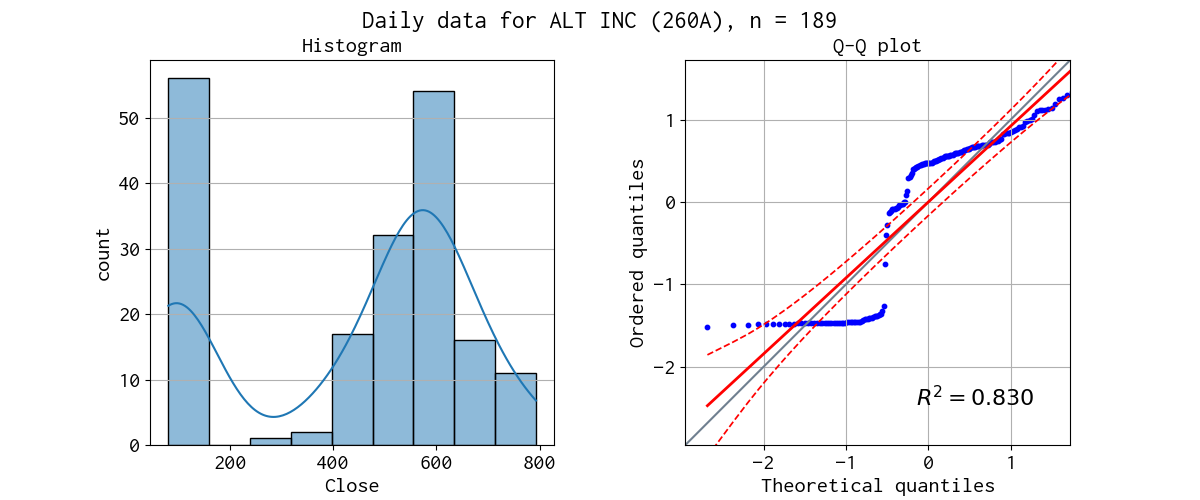 Daily data for ALT INC (260A), n = 189
Histogram
count
50
40
30
20
10
0
200 400 600 800
Close
Q-Q plot
Ordered quantiles
1
0
−1
−2
R² = 0.830
−2 −1 0 1
Theoretical quantiles